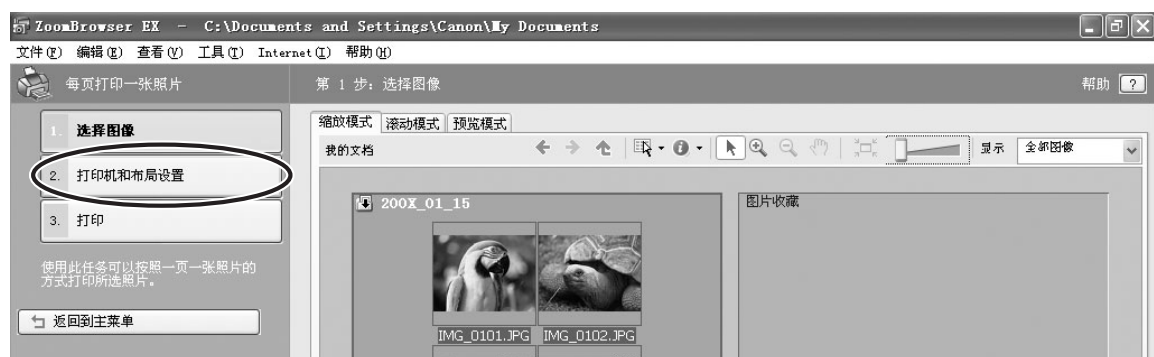 ZoomBrowser EX - C:\Documents and Settings\Canon\My Documents
文件(F) 编辑(E) 查看(V) 工具(T) Internet(I) 帮助(H)
每页打印一张照片
第 1 步: 选择图像
帮助 ?
1. 选择图像
2. 打印机和布局设置
3. 打印
使用此任务可以按照一页一张照片的
方式打印所选照片。
返回到主菜单
缩放模式 滚动模式 预览模式
我的文档
显示 全部图像
200X_01_15
图片收藏
IMG_0101.JPG IMG_0102.JPG